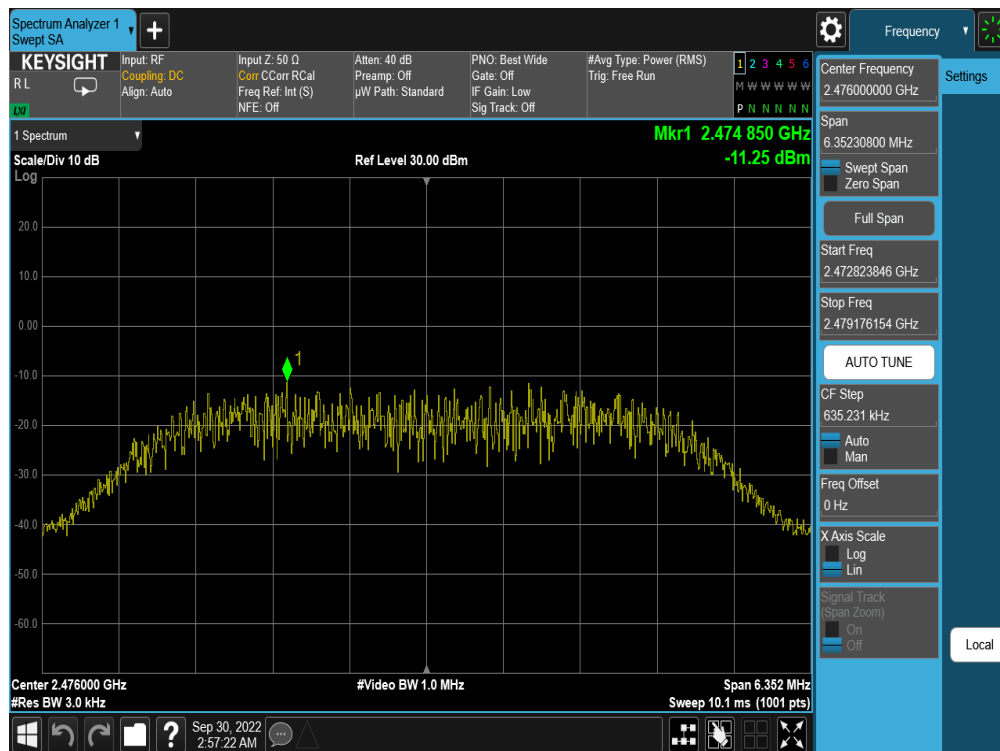 Spectrum Analyzer 1
Swept SA
+
Frequency
KEYSIGHT
R L
LXI
Input: RF
Coupling: DC
Align: Auto
Input Z: 50 Ω
Corr CCorr RCal
Freq Ref: Int (S)
NFE: Off
Atten: 40 dB
Preamp: Off
µW Path: Standard
PNO: Best Wide
Gate: Off
IF Gain: Low
Sig Track: Off
#Avg Type: Power (RMS)
Trig: Free Run
1 2 3 4 5 6
M W W W W W
P N N N N N
1 Spectrum
Mkr1 2.474 850 GHz
-11.25 dBm
Scale/Div 10 dB
Ref Level 30.00 dBm
Log
20.0
10.0
0.00
-10.0
-20.0
-30.0
-40.0
-50.0
-60.0
1
Center 2.476000 GHz
#Video BW 1.0 MHz
Span 6.352 MHz
#Res BW 3.0 kHz
Sweep 10.1 ms (1001 pts)
Center Frequency
2.476000000 GHz
Settings
Span
6.35230800 MHz
Swept Span
Zero Span
Full Span
Start Freq
2.472823846 GHz
Stop Freq
2.479176154 GHz
AUTO TUNE
CF Step
635.231 kHz
Auto
Man
Freq Offset
0 Hz
X Axis Scale
Log
Lin
Signal Track
(Span Zoom)
On
Off
Local
?
Sep 30, 2022
2:57:22 AM